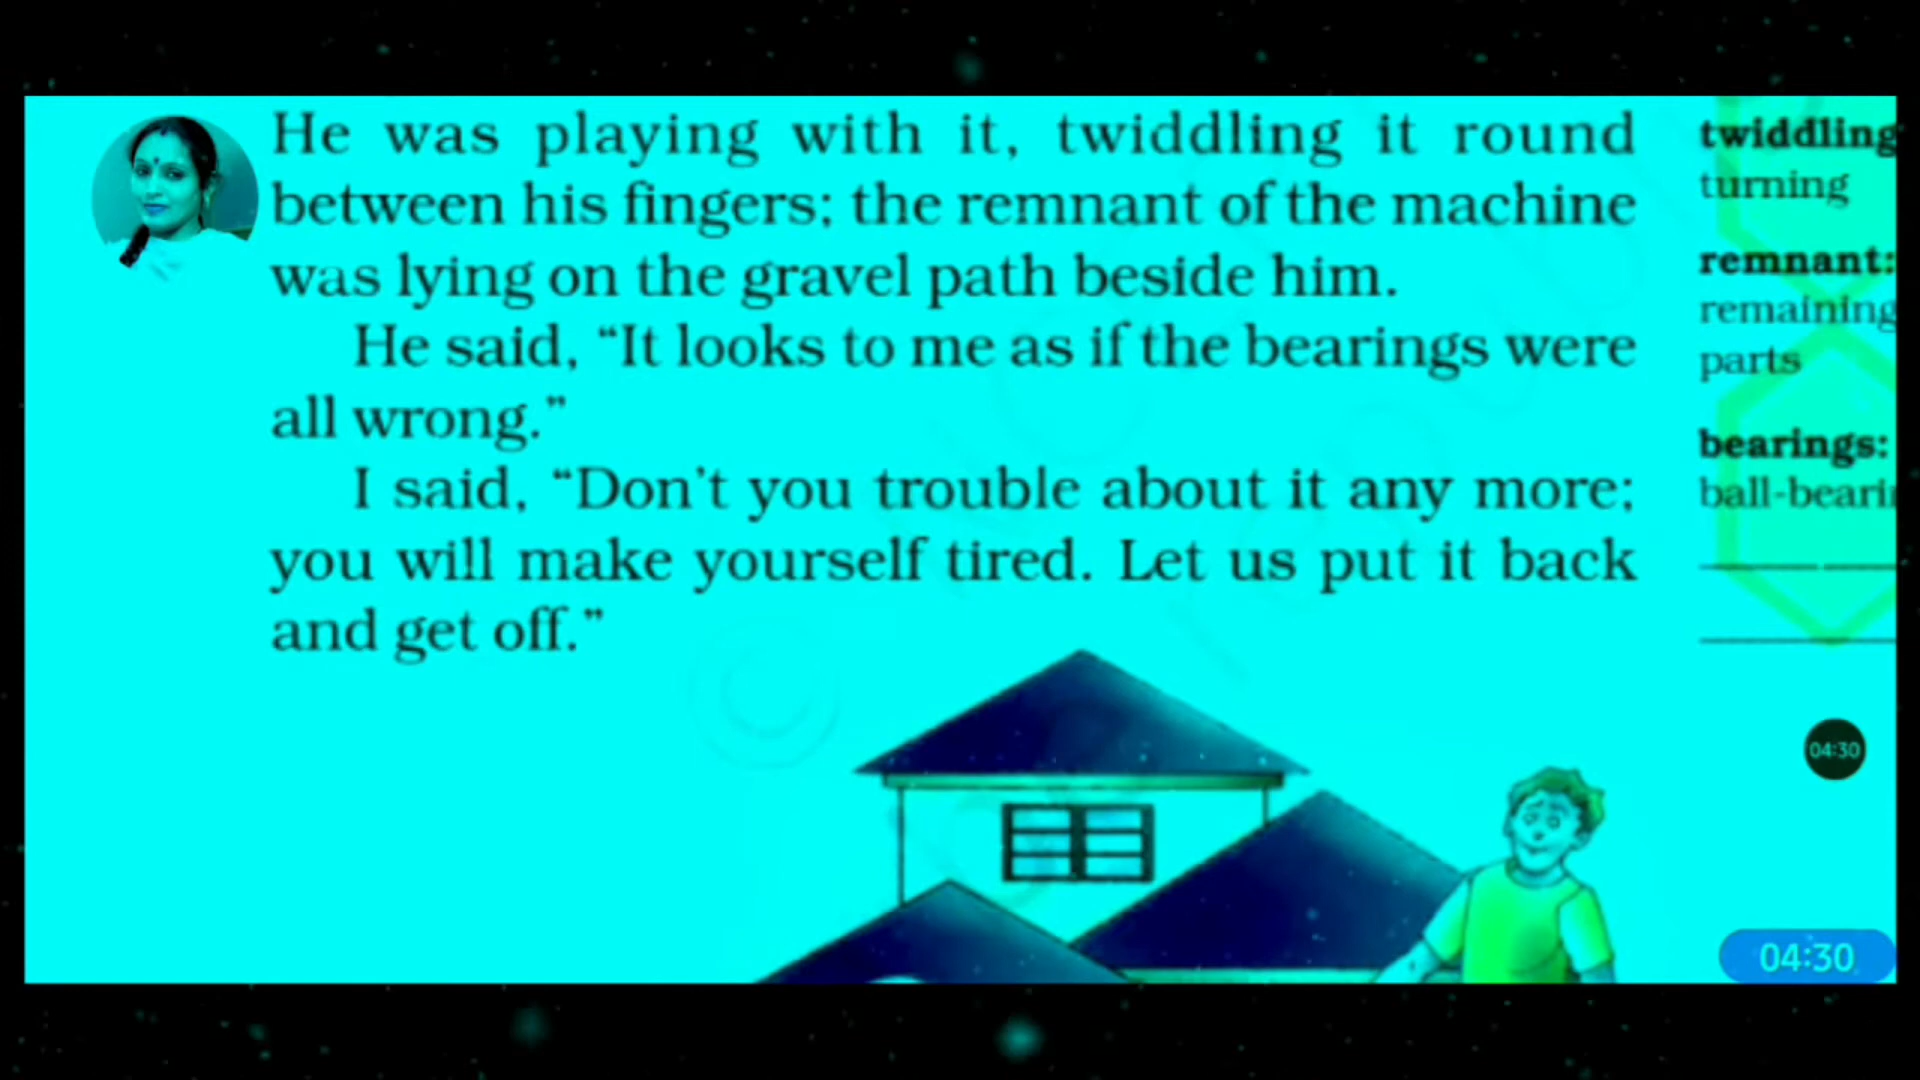 He was playing with it, twiddling it round
between his fingers; the remnant of the machine
was lying on the gravel path beside him.
He said, “It looks to me as if the bearings were
all wrong.”
I said, “Don’t you trouble about it any more;
you will make yourself tired. Let us put it back
and get off.”
twiddling
turning
remnant:
remaining
parts
bearings:
04:30
04:30